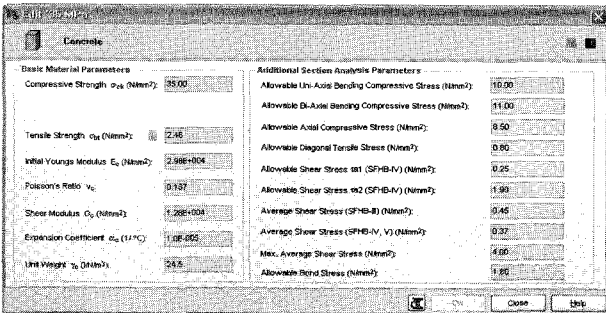 Edit
Concrete
Basic Material Parameters
Compressive Strength σck (N/mm²): 35.00
Tensile Strength σbt (N/mm²): 2.46
Initial Youngs Modulus Ec (N/mm²): 2.98E+004
Poisson's Ratio νc: 0.167
Shear Modulus Gc (N/mm²): 1.28E+004
Expansion Coefficient αc (1/°C): 1.0E-005
Unit Weight γc (kN/m³): 24.5
Additional Section Analysis Parameters
Allowable Uni-Axial Bending Compressive Stress (N/mm²): 10.00
Allowable Bi-Axial Bending Compressive Stress (N/mm²): 11.00
Allowable Axial Compressive Stress (N/mm²): 8.50
Allowable Diagonal Tensile Stress (N/mm²): 0.80
Allowable Shear Stress τa1 (SFHB-IV) (N/mm²): 0.25
Allowable Shear Stress τa2 (SFHB-IV) (N/mm²): 1.90
Average Shear Stress (SFHB-III) (N/mm²): 0.45
Average Shear Stress (SFHB-IV, V) (N/mm²): 0.37
Max. Average Shear Stress (N/mm²): 4.00
Allowable Bond Stress (N/mm²): 1.80
Close
Help